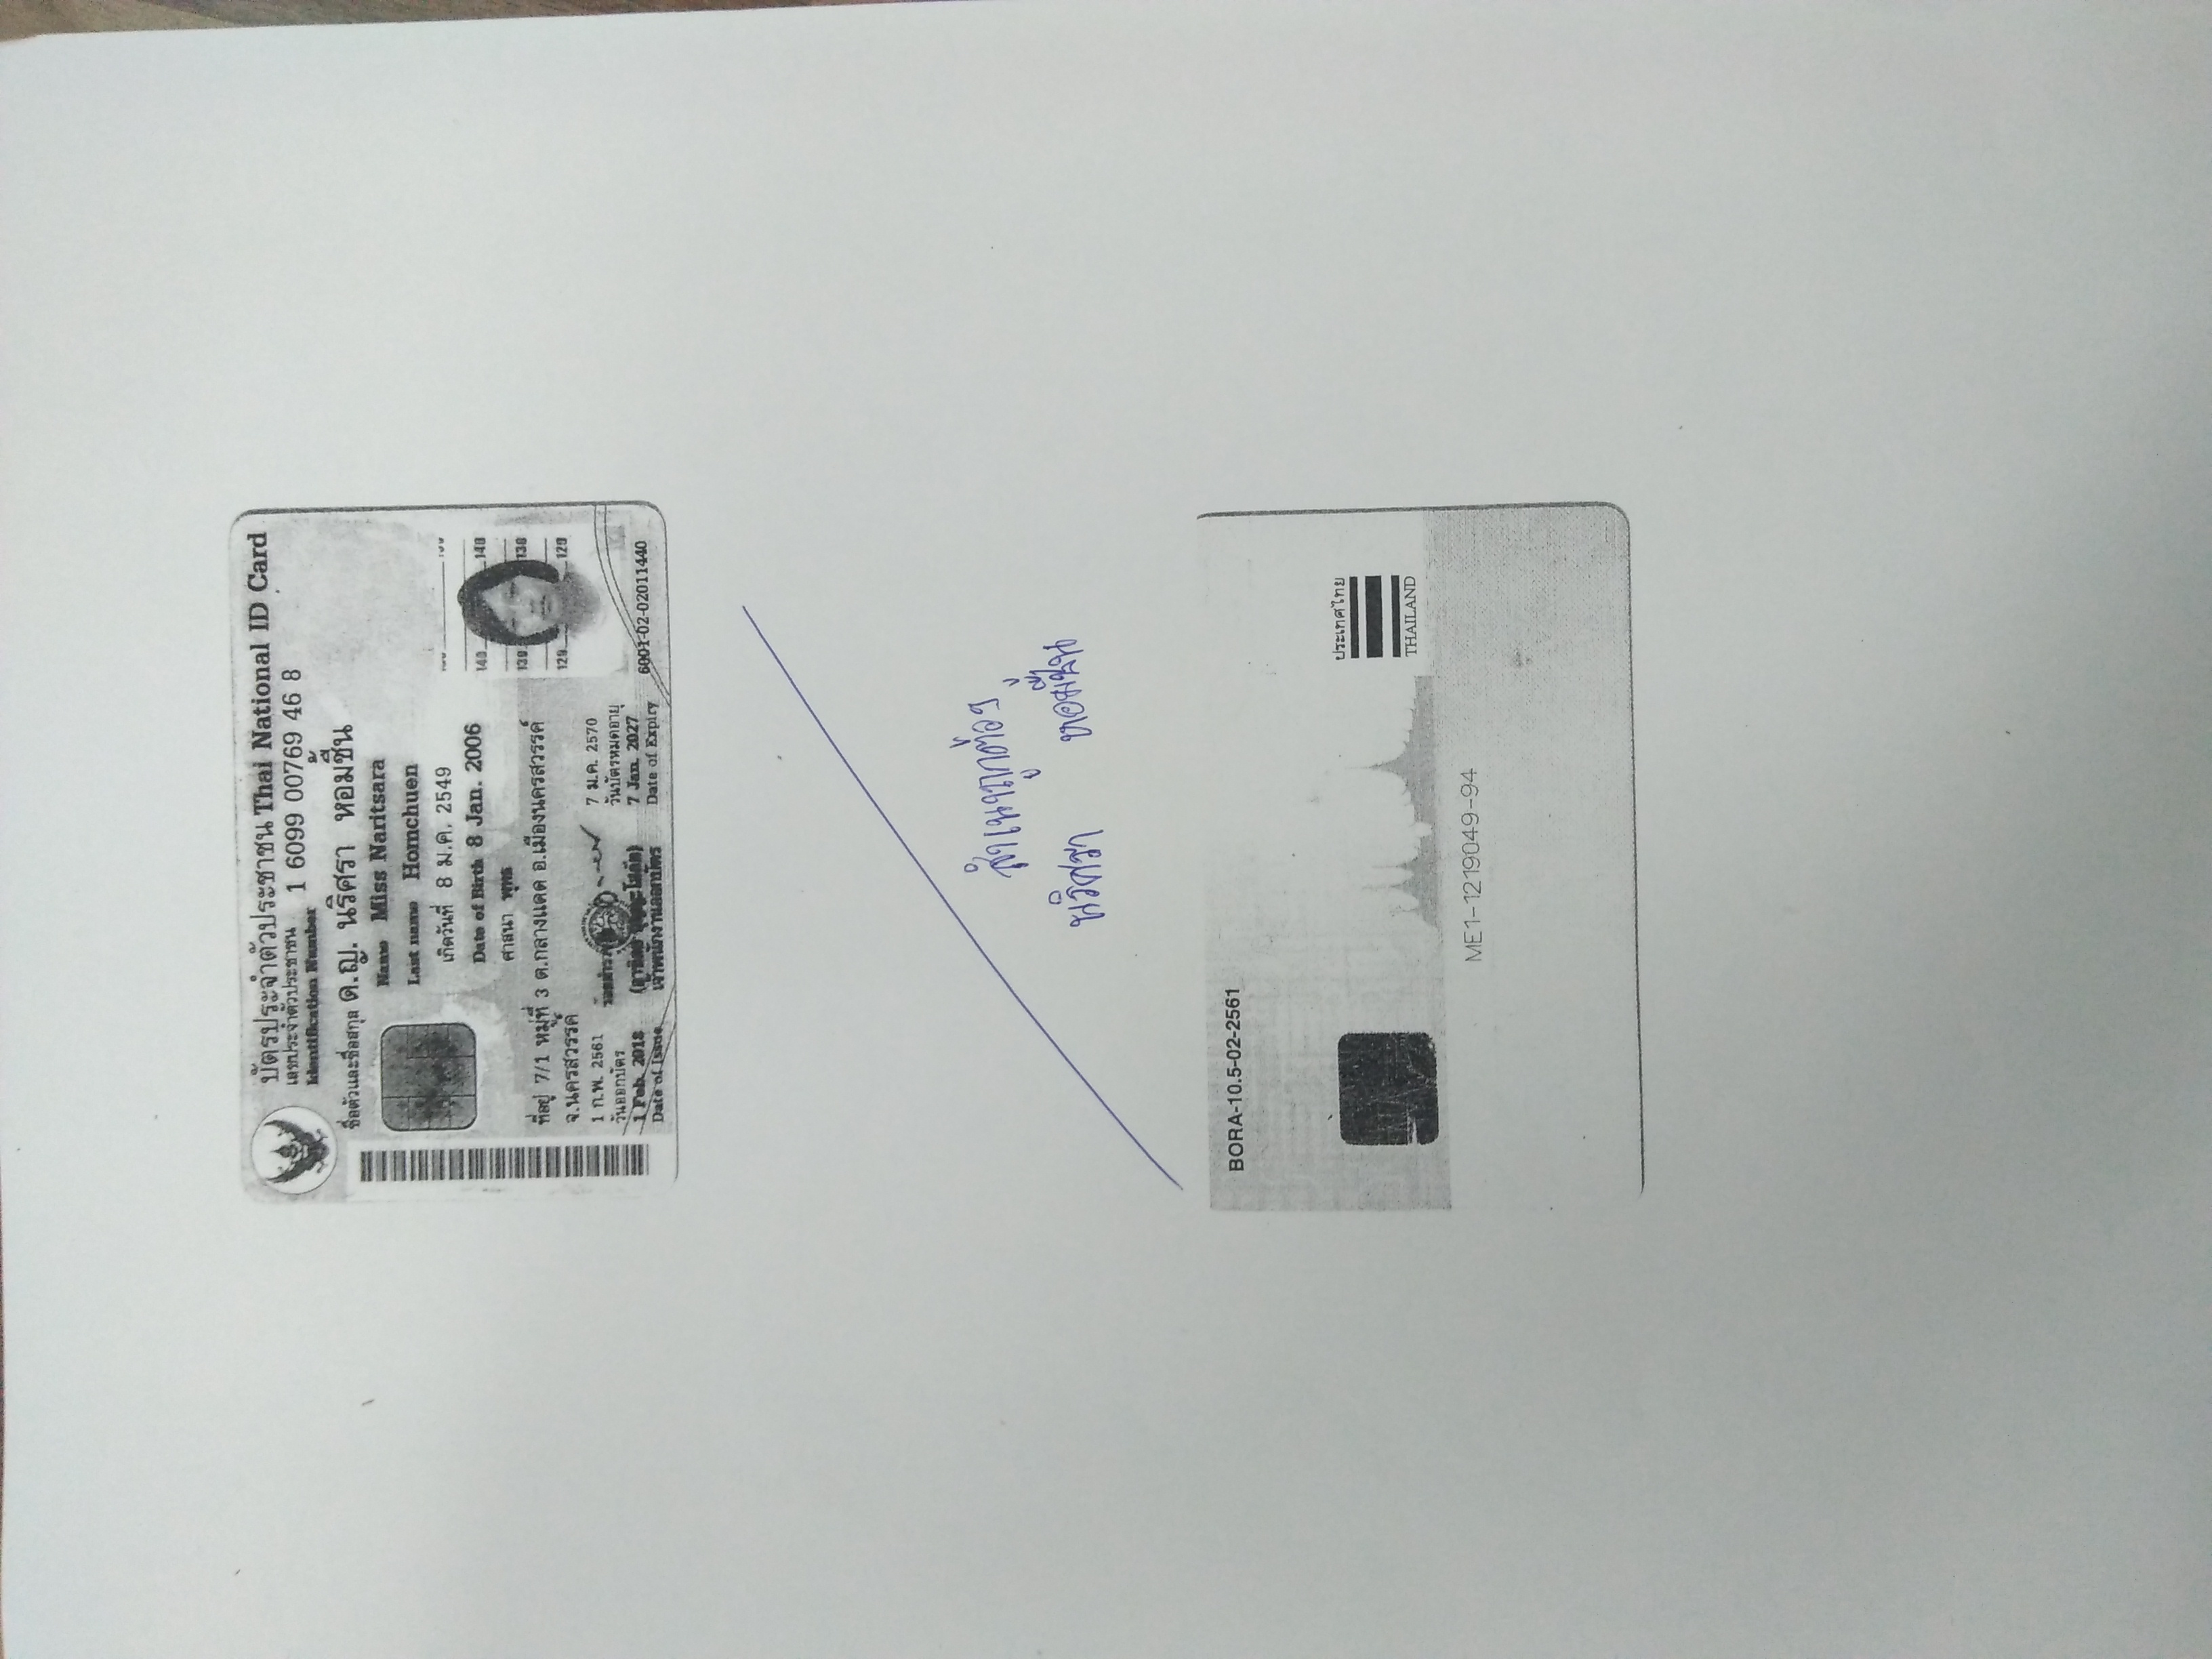 บัตรประจำตัวประชาชน Thai National ID Card
เลขประจำตัวประชาชน
Identification Number 1 6099 00769 46 8
ชื่อตัวและชื่อสกุล ด.ญ. นริศรา หอมชื้น
Name Miss Naritsara
Last name Homchuen
เกิดวันที่ 8 ม.ค. 2549
Date of Birth 8 Jan. 2006
ศาสนา พุทธ
140 140
130 130
120 120
ที่อยู่ 7/1 หมู่ที่ 3 ต.กลางแดด อ.เมืองนครสวรรค์
จ.นครสวรรค์
1 ก.พ. 2561 7 ม.ค. 2570
วันออกบัตร วันบัตรหมดอายุ
1 Feb. 2018 7 Jan. 2027 6001-02-02011440
Date of Issue เจ้าพนักงานออกบัตร Date of Expiry
สำเนาถูกต้อง
นริศรา หอมชื้น
BORA-10.5-02-2561
ประเทศไทย
THAILAND
ME1-1219049-94